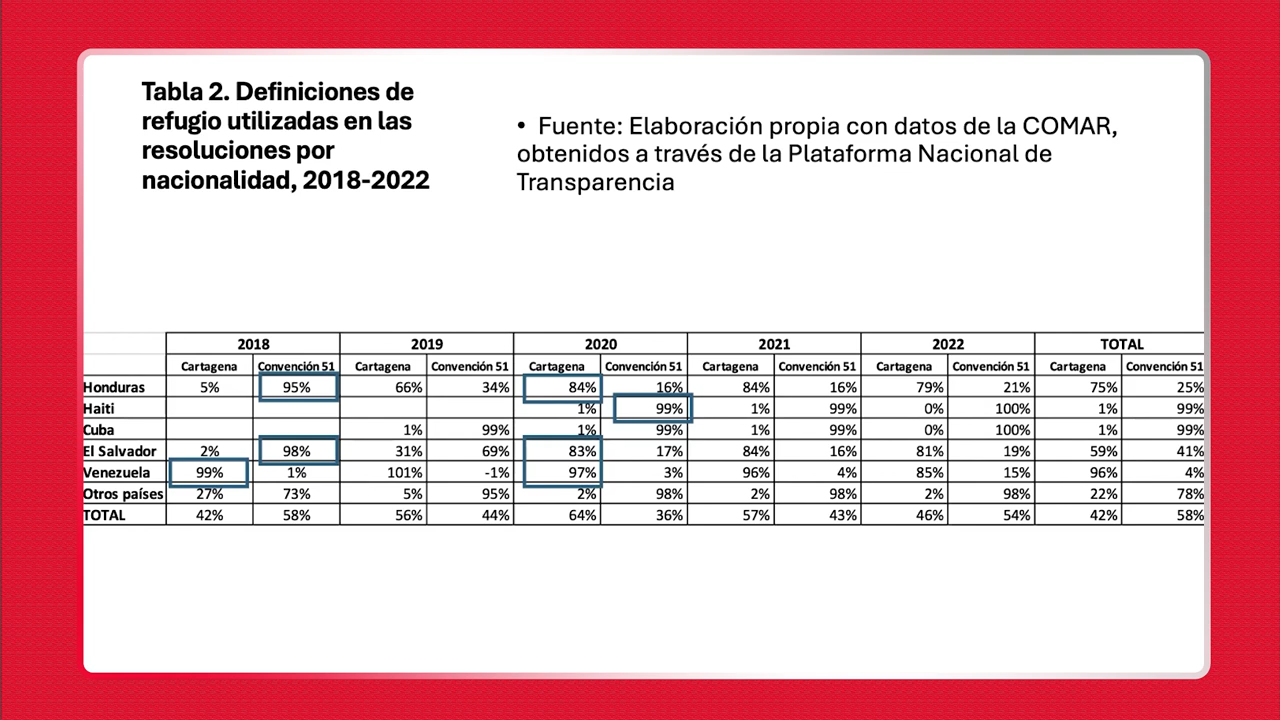 Tabla 2. Definiciones de
refugio utilizadas en las
resoluciones por
nacionalidad, 2018-2022
• Fuente: Elaboración propia con datos de la COMAR,
obtenidos a través de la Plataforma Nacional de
Transparencia
2018 2019 2020 2021 2022 TOTAL
Cartagena Convención 51 Cartagena Convención 51 Cartagena Convención 51 Cartagena Convención 51 Cartagena Convención 51 Cartagena Convención 51
Honduras 5% 95% 66% 34% 84% 16% 84% 16% 79% 21% 75% 25%
Haiti 1% 99% 1% 99% 0% 100% 1% 99%
Cuba 1% 99% 1% 99% 1% 99% 0% 100% 1% 99%
El Salvador 2% 98% 31% 69% 83% 17% 84% 16% 81% 19% 59% 41%
Venezuela 99% 1% 101% -1% 97% 3% 96% 4% 85% 15% 96% 4%
Otros países 27% 73% 5% 95% 2% 98% 2% 98% 2% 98% 22% 78%
TOTAL 42% 58% 56% 44% 64% 36% 57% 43% 46% 54% 42% 58%